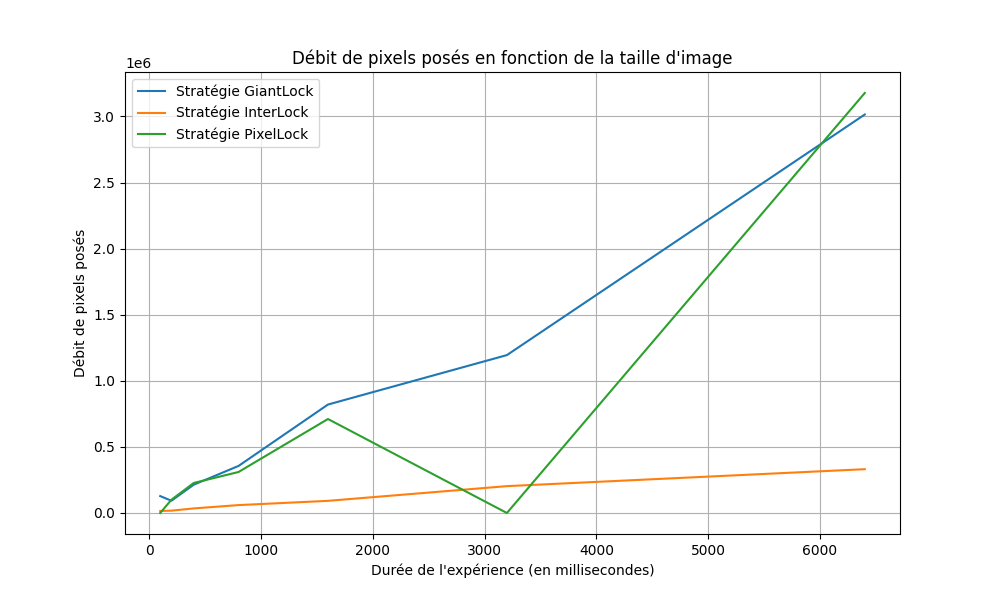 Débit de pixels posés en fonction de la taille d'image
1e6
Stratégie GiantLock
Stratégie InterLock
Stratégie PixelLock
3.0
2.5
2.0
1.5
1.0
0.5
0.0
Débit de pixels posés
0 1000 2000 3000 4000 5000 6000
Durée de l'expérience (en millisecondes)